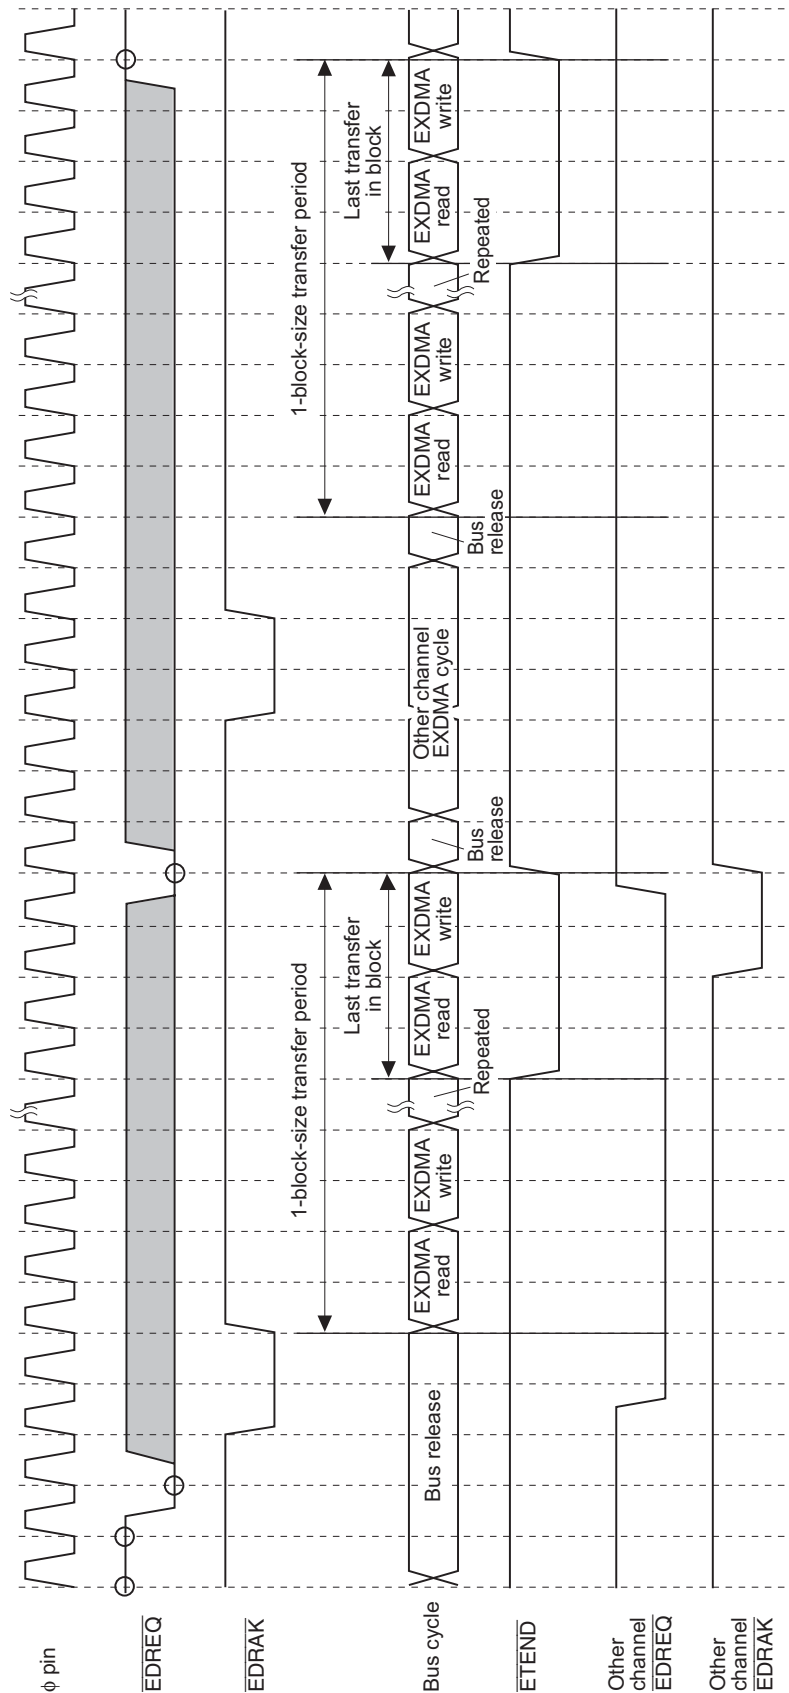 φ pin
EDREQ
EDRAK
1-block-size transfer period
1-block-size transfer period
Last transfer
in block
Last transfer
in block
Bus cycle
Bus release
EXDMA
read
EXDMA
write
Repeated
EXDMA
read
EXDMA
write
Bus
release
Other channel
EXDMA cycle
Bus
release
EXDMA
read
EXDMA
write
Repeated
EXDMA
read
EXDMA
write
ETEND
Other
channel
EDREQ
Other
channel
EDRAK